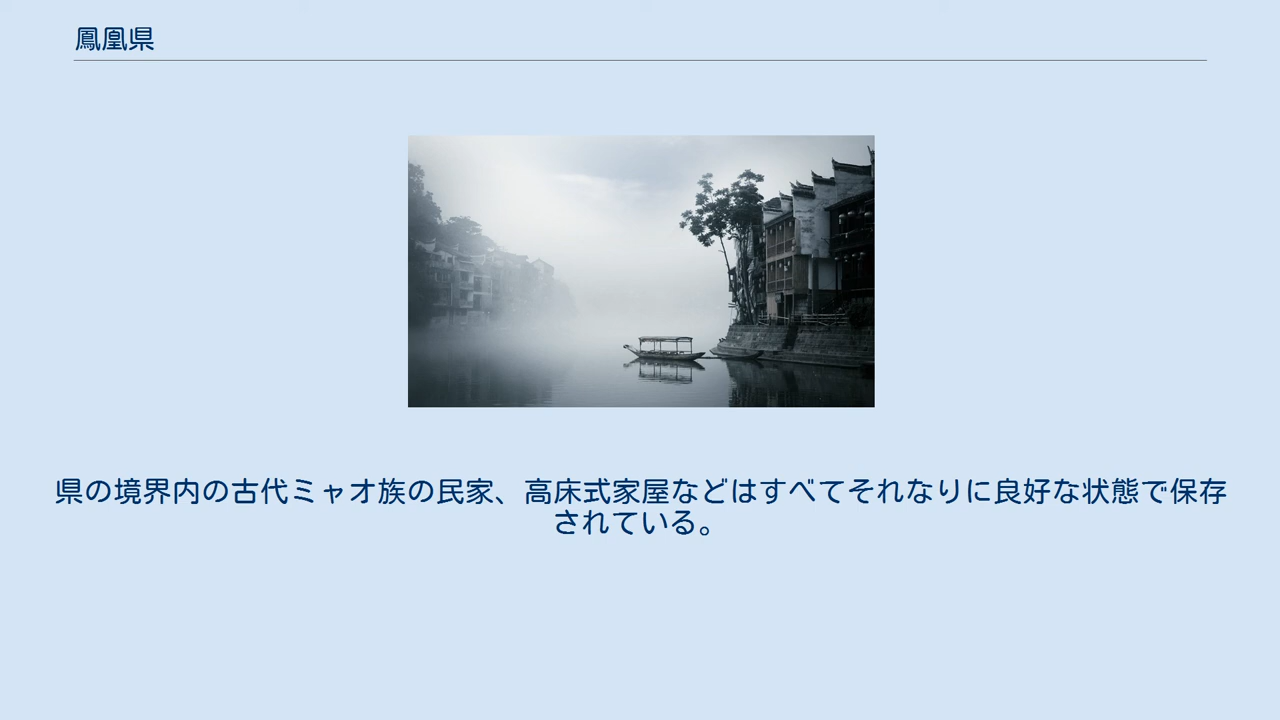 鳳凰県
県の境界内の古代ミャオ族の民家、高床式家屋などはすべてそれなりに良好な状態で保存
されている。